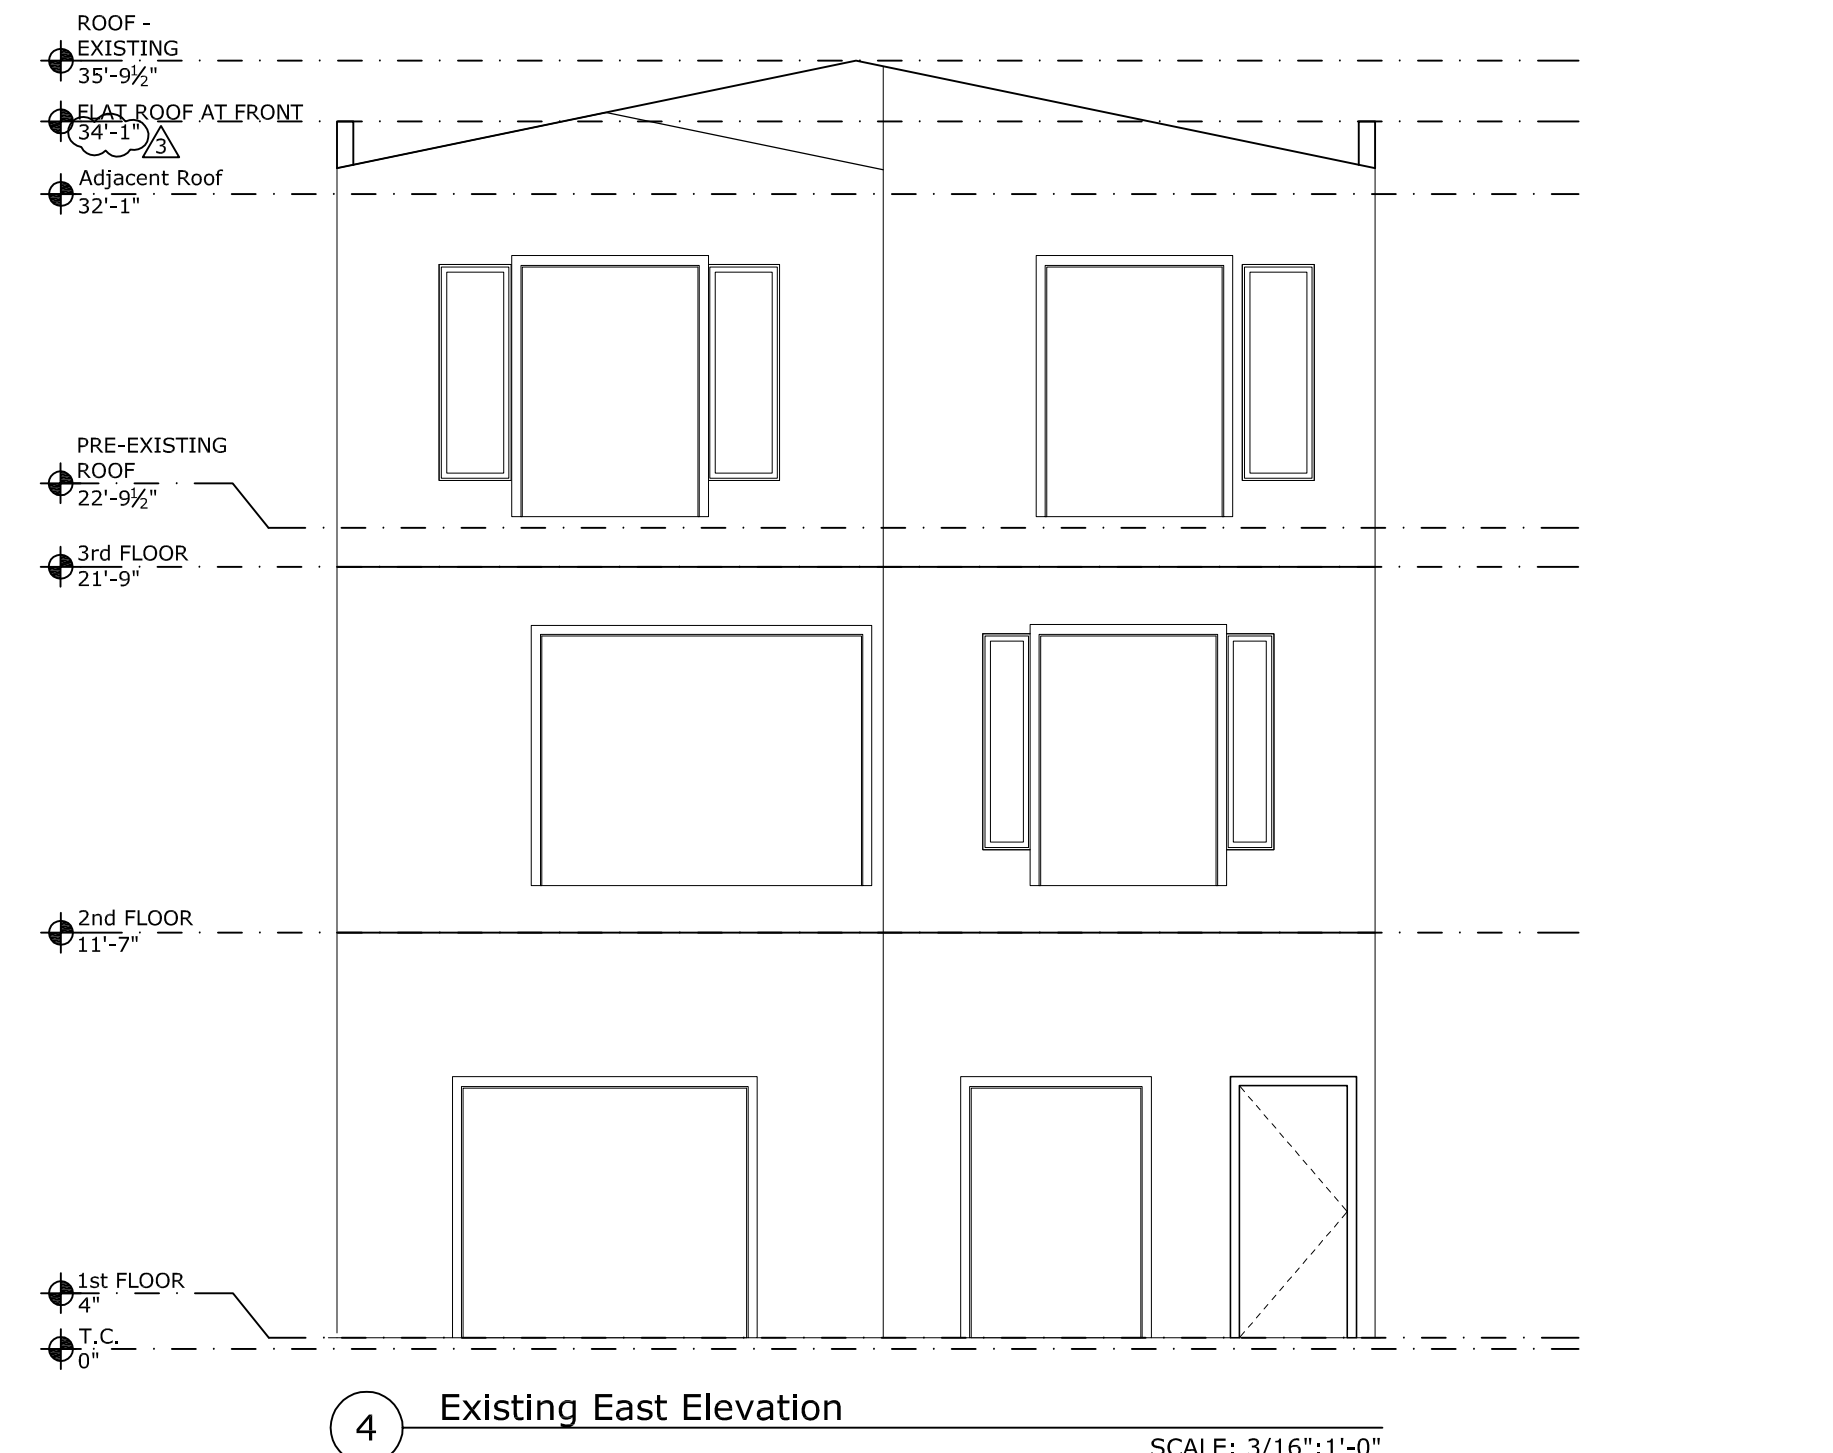 ROOF -
EXISTING
35'-9½"
FLAT ROOF AT FRONT
34'-1"
3
Adjacent Roof
32'-1"
PRE-EXISTING
ROOF
22'-9½"
3rd FLOOR
21'-9"
2nd FLOOR
11'-7"
1st FLOOR
4"
T.C.
0"
4
Existing East Elevation
SCALE: 3/16":1'-0"